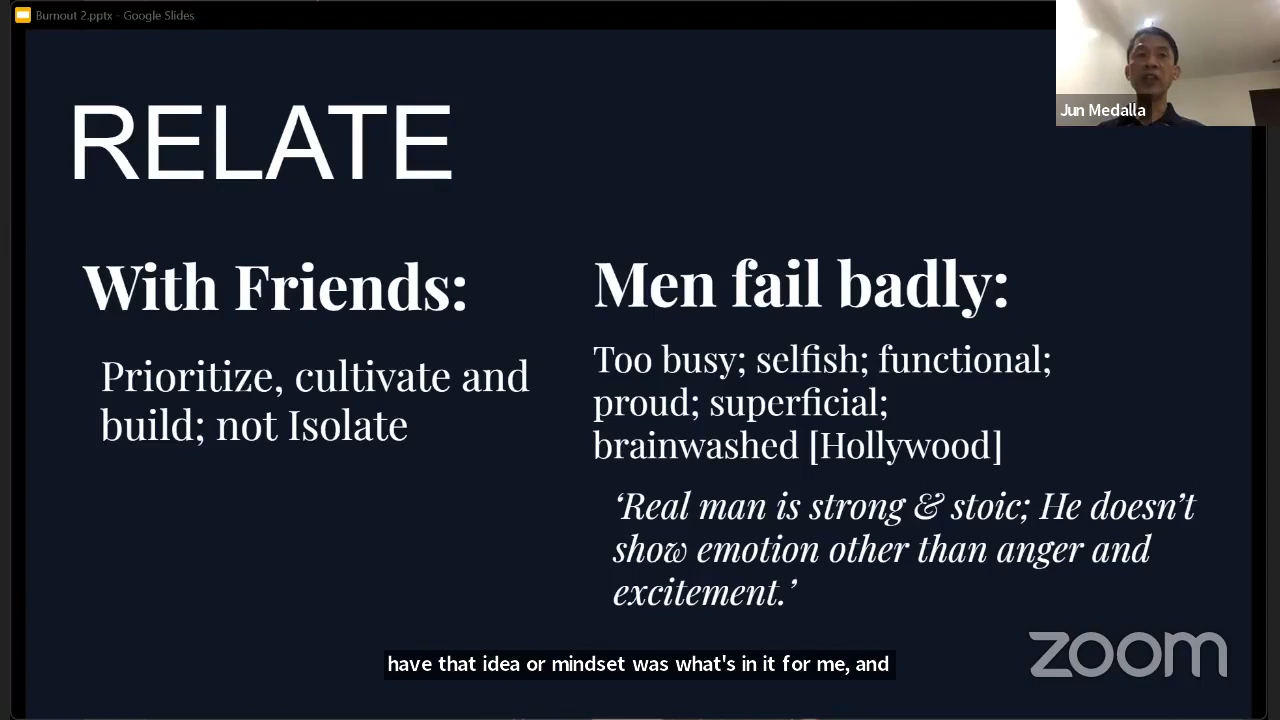 Burnout 2.pptx - Google Slides
Jun Medalla
RELATE
With Friends:
Prioritize, cultivate and
build; not Isolate
Men fail badly:
Too busy; selfish; functional;
proud; superficial;
brainwashed [Hollywood]
‘Real man is strong & stoic; He doesn’t
show emotion other than anger and
excitement.’
have that idea or mindset was what's in it for me, and
zoom